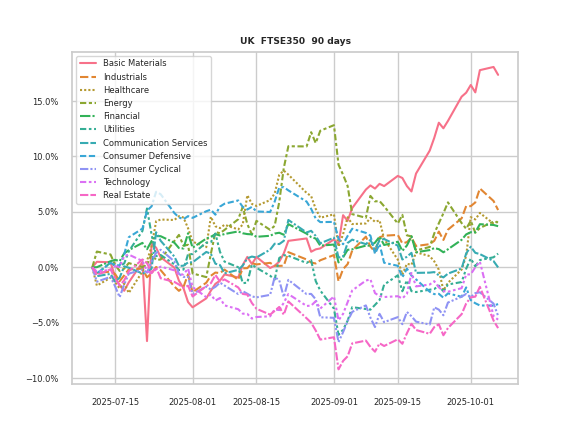 UK FTSE350 90 days
Basic Materials
Industrials
Healthcare
Energy
Financial
Utilities
Communication Services
Consumer Defensive
Consumer Cyclical
Technology
Real Estate
15.0%
10.0%
5.0%
0.0%
−5.0%
−10.0%
2025-07-15
2025-08-01
2025-08-15
2025-09-01
2025-09-15
2025-10-01